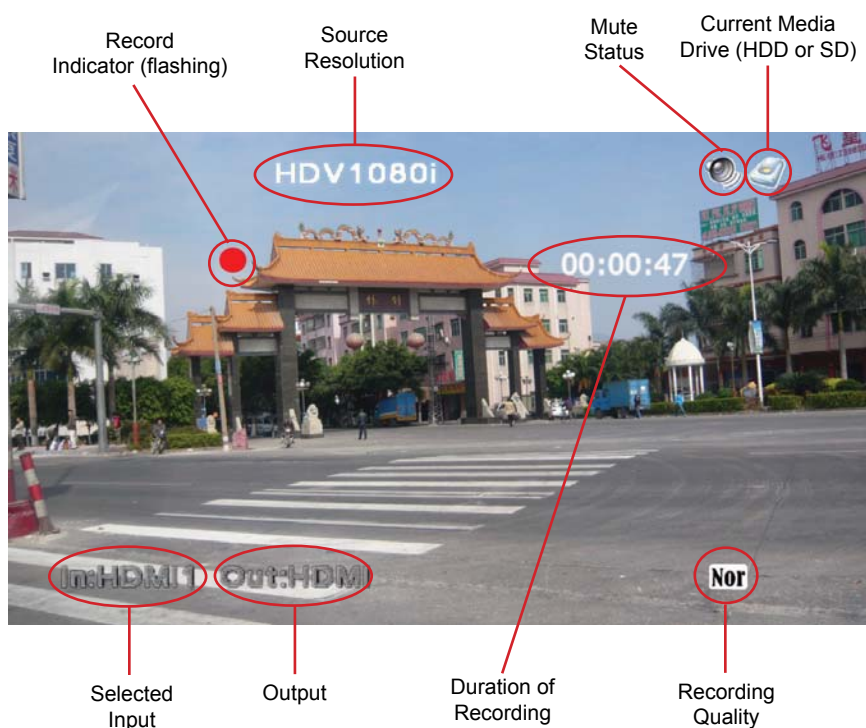 Record
Indicator (flashing)
Source
Resolution
Mute
Status
Current Media
Drive (HDD or SD)
HDV1080i
00:00:47
In:HDMI1 Out:HDMI
Nor
Selected
Input
Output
Duration of
Recording
Recording
Quality